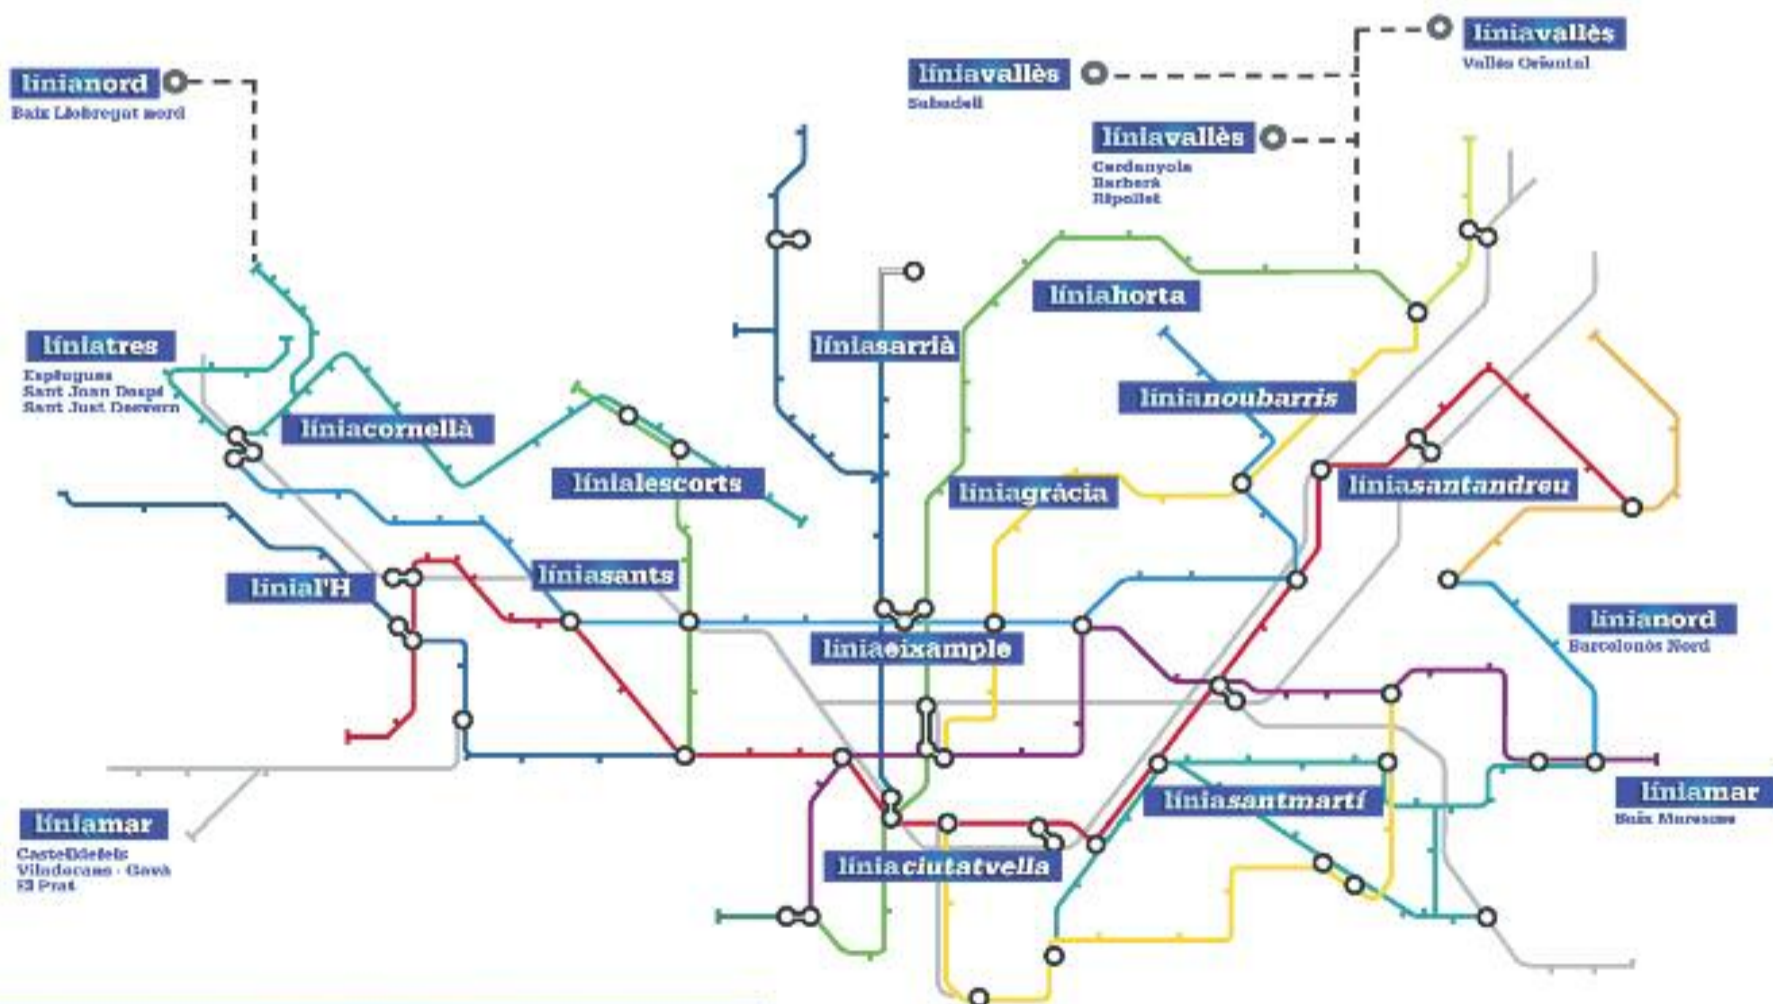 líniavallès
Vallès Oriental
línianord
Baix Llobregat nord
líniavallès
Sabadell
líniavallès
Cerdanyola
Barberà
Ripollet
líniahorta
líniatres
Esplugues
Sant Joan Despí
Sant Just Desvern
líniasarrià
línianoubarris
líniacornellà
línialescorts
líniagràcia
líniasantandreu
línial'H
líniasants
línianord
Barcelonès Nord
líniaeixample
líniasantmartí
líniamar
Baix Maresme
líniamar
Castelldefels
Viladecans - Gavà
El Prat
líniaciutatvella